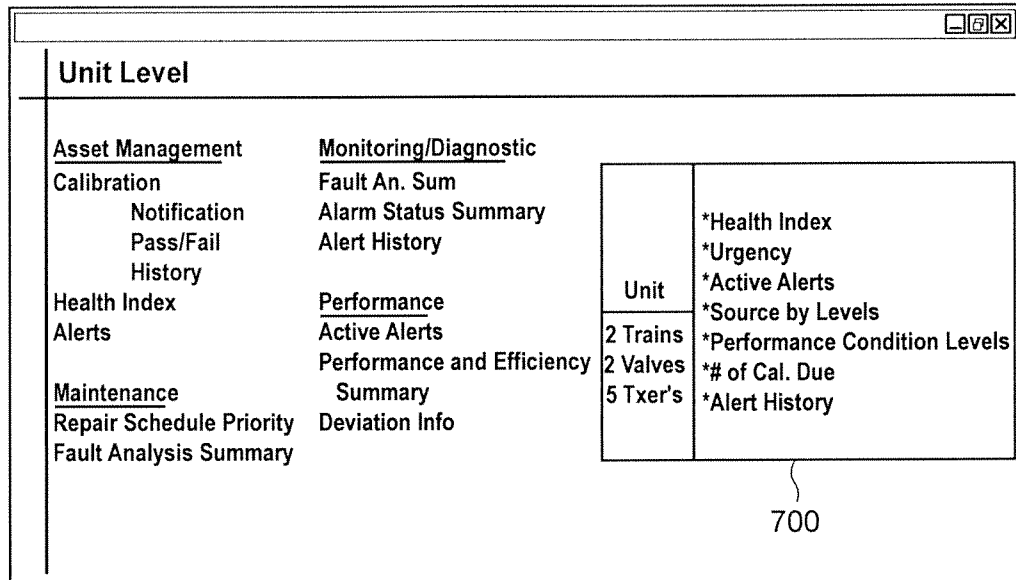 Unit Level
Asset Management
Calibration
Notification
Pass/Fail
History
Health Index
Alerts
Maintenance
Repair Schedule Priority
Fault Analysis Summary
Monitoring/Diagnostic
Fault An. Sum
Alarm Status Summary
Alert History
Performance
Active Alerts
Performance and Efficiency
Summary
Deviation Info
Unit
2 Trains
2 Valves
5 Txer's
*Health Index
*Urgency
*Active Alerts
*Source by Levels
*Performance Condition Levels
*# of Cal. Due
*Alert History
700